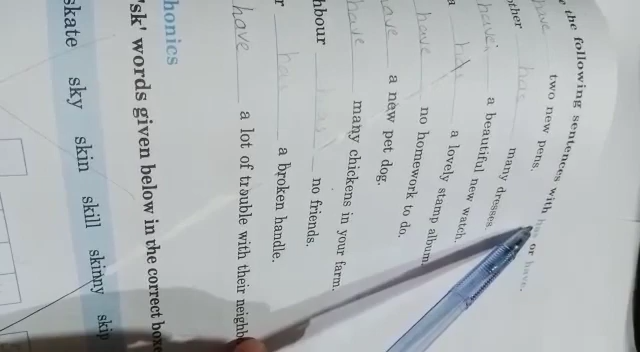 the following sentences with has or have.
have two new pens.
other has many dresses.
have a beautiful new watch.
has a lovely stamp album.
have no homework to do.
have a new pet dog.
have many chickens in your farm.
hbour has no friends.
r has a broken handle.
have a lot of trouble with their neighb
honics
'sk' words given below in the correct boxe
skate sky skin skill skinny skip